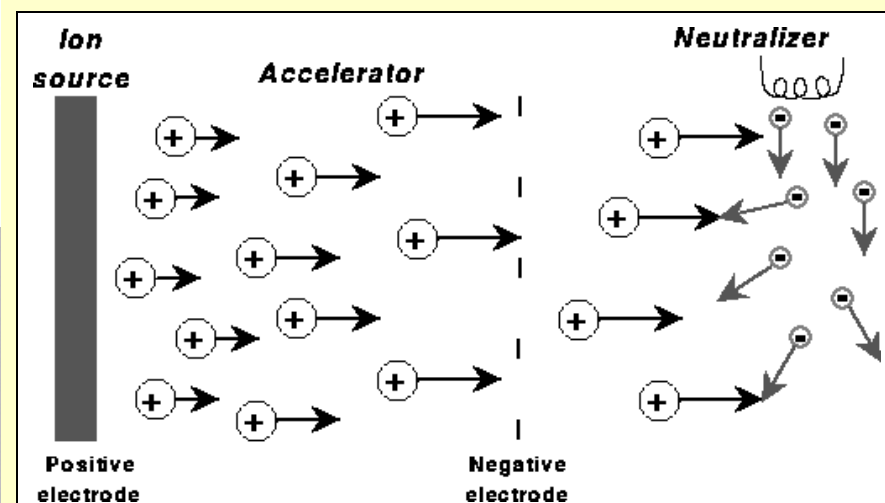 Ion
source
Accelerator
Neutralizer
Positive
electrode
Negative
electrode